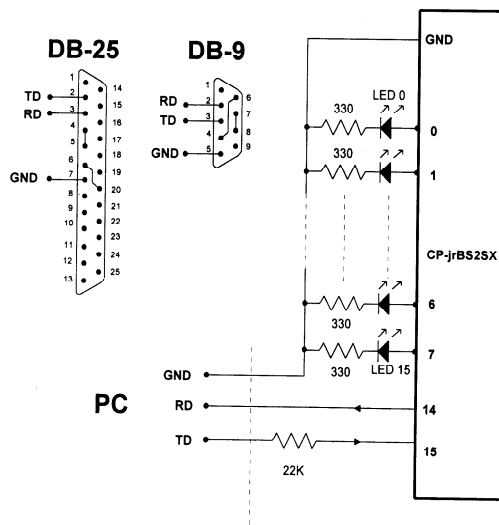 DB-25
DB-9
1
2
3
4
5
6
7
8
9
10
11
12
13
14
15
16
17
18
19
20
21
22
23
24
25
TD
RD
GND
1
2
3
4
5
6
7
8
9
RD
TD
GND
GND
LED 0
330
0
330
1
CP-jrBS2SX
6
330
7
330
LED 15
GND
PC
RD
14
TD
15
22K